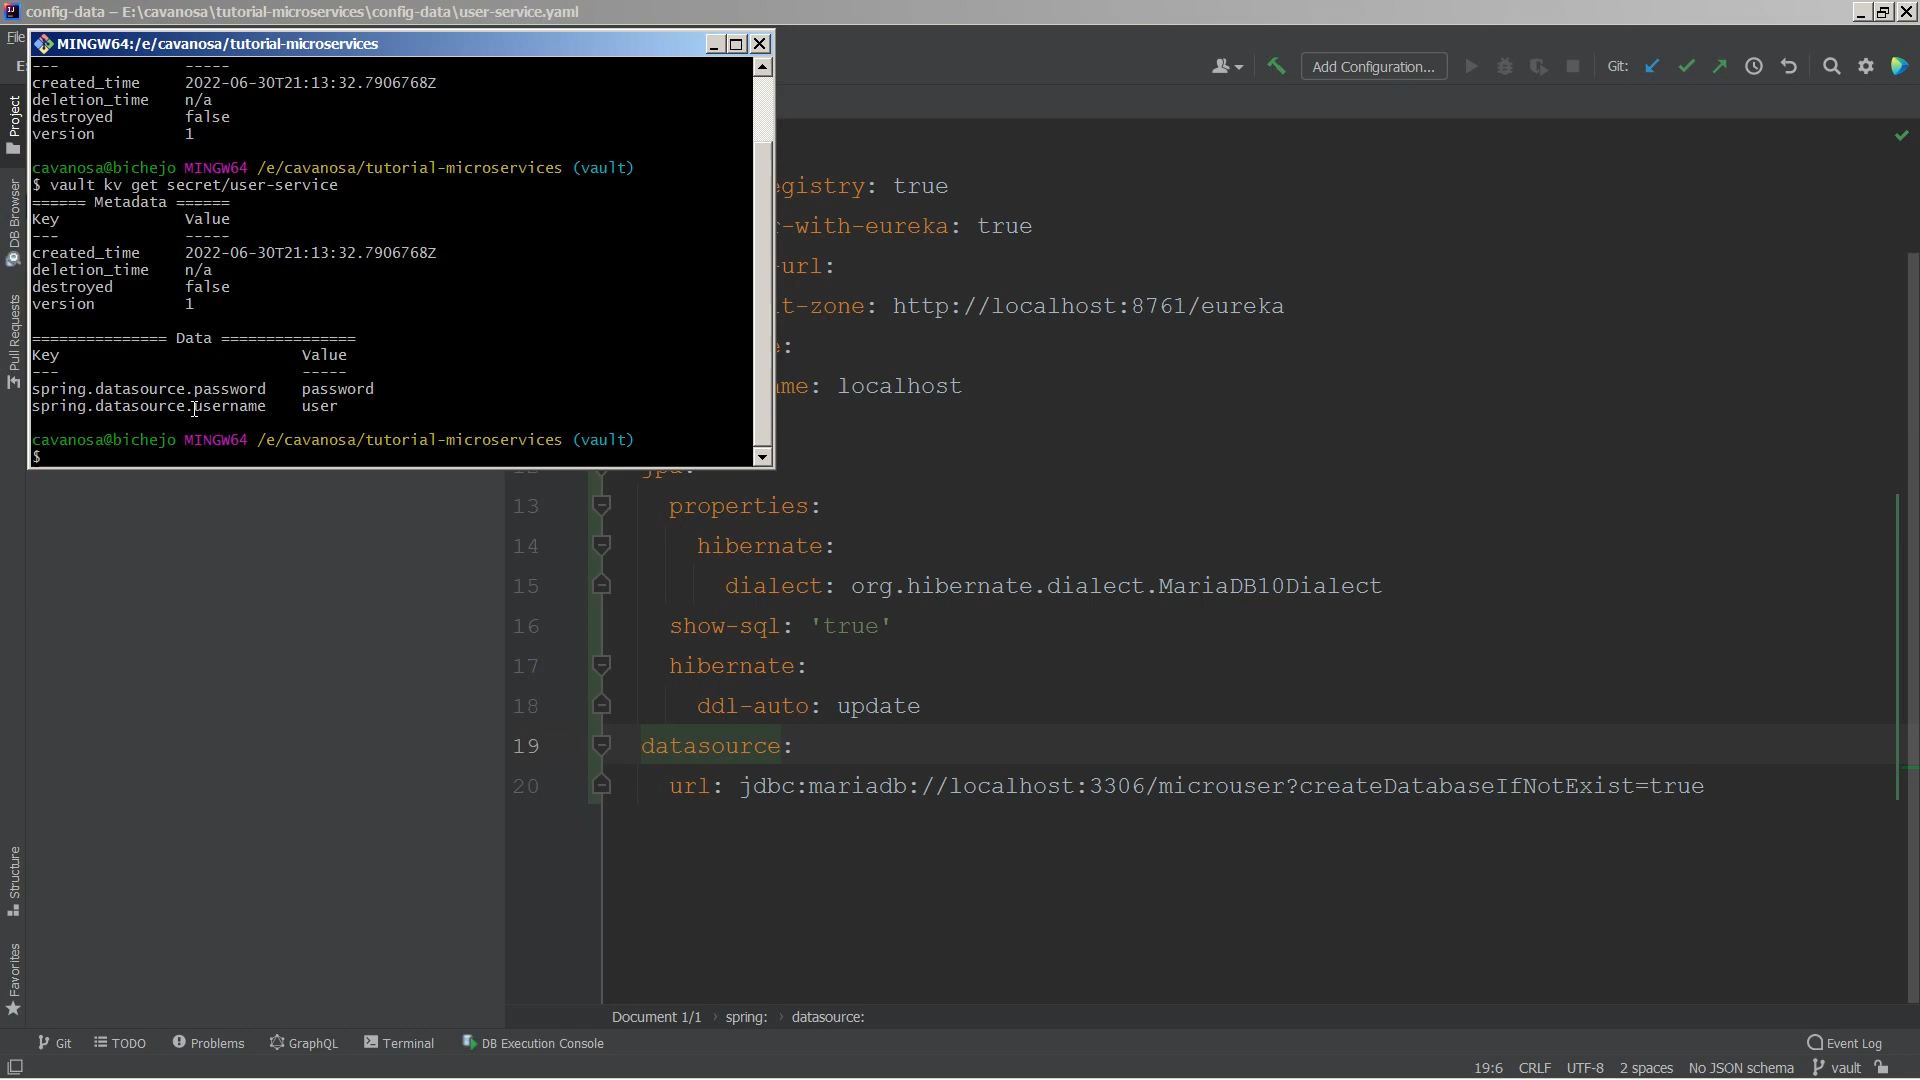 config-data – E:\cavanosa\tutorial-microservices\config-data\user-service.yaml
File
MINGW64:/e/cavanosa/tutorial-microservices
--- -----
created_time 2022-06-30T21:13:32.7906768Z
deletion_time n/a
destroyed false
version 1
cavanosa@bichejo MINGW64 /e/cavanosa/tutorial-microservices (vault)
$ vault kv get secret/user-service
====== Metadata ======
Key Value
--- -----
created_time 2022-06-30T21:13:32.7906768Z
deletion_time n/a
destroyed false
version 1
=============== Data ===============
Key Value
--- -----
spring.datasource.password password
spring.datasource.username user
cavanosa@bichejo MINGW64 /e/cavanosa/tutorial-microservices (vault)
$
Add Configuration...
Git:
Project
DB Browser
Pull Requests
Structure
Favorites
egistry: true
-with-eureka: true
-url:
t-zone: http://localhost:8761/eureka
:
me: localhost
13 properties:
14 hibernate:
15 dialect: org.hibernate.dialect.MariaDB10Dialect
16 show-sql: 'true'
17 hibernate:
18 ddl-auto: update
19 datasource:
20 url: jdbc:mariadb://localhost:3306/microuser?createDatabaseIfNotExist=true
Document 1/1 › spring: › datasource:
Git TODO Problems GraphQL Terminal DB Execution Console Event Log
19:6 CRLF UTF-8 2 spaces No JSON schema vault